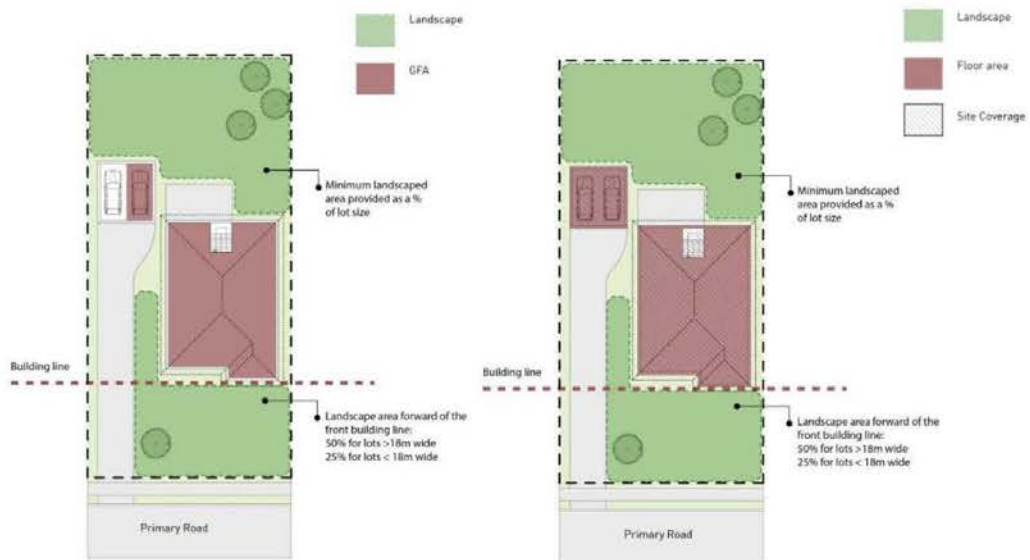 Landscape
GFA
Minimum landscaped
area provided as a %
of lot size
Building line
Landscape area forward of the
front building line:
50% for lots >18m wide
25% for lots < 18m wide
Primary Road
Landscape
Floor area
Site Coverage
Minimum landscaped
area provided as a %
of lot size
Building line
Landscape area forward of the
front building line:
50% for lots >18m wide
25% for lots < 18m wide
Primary Road